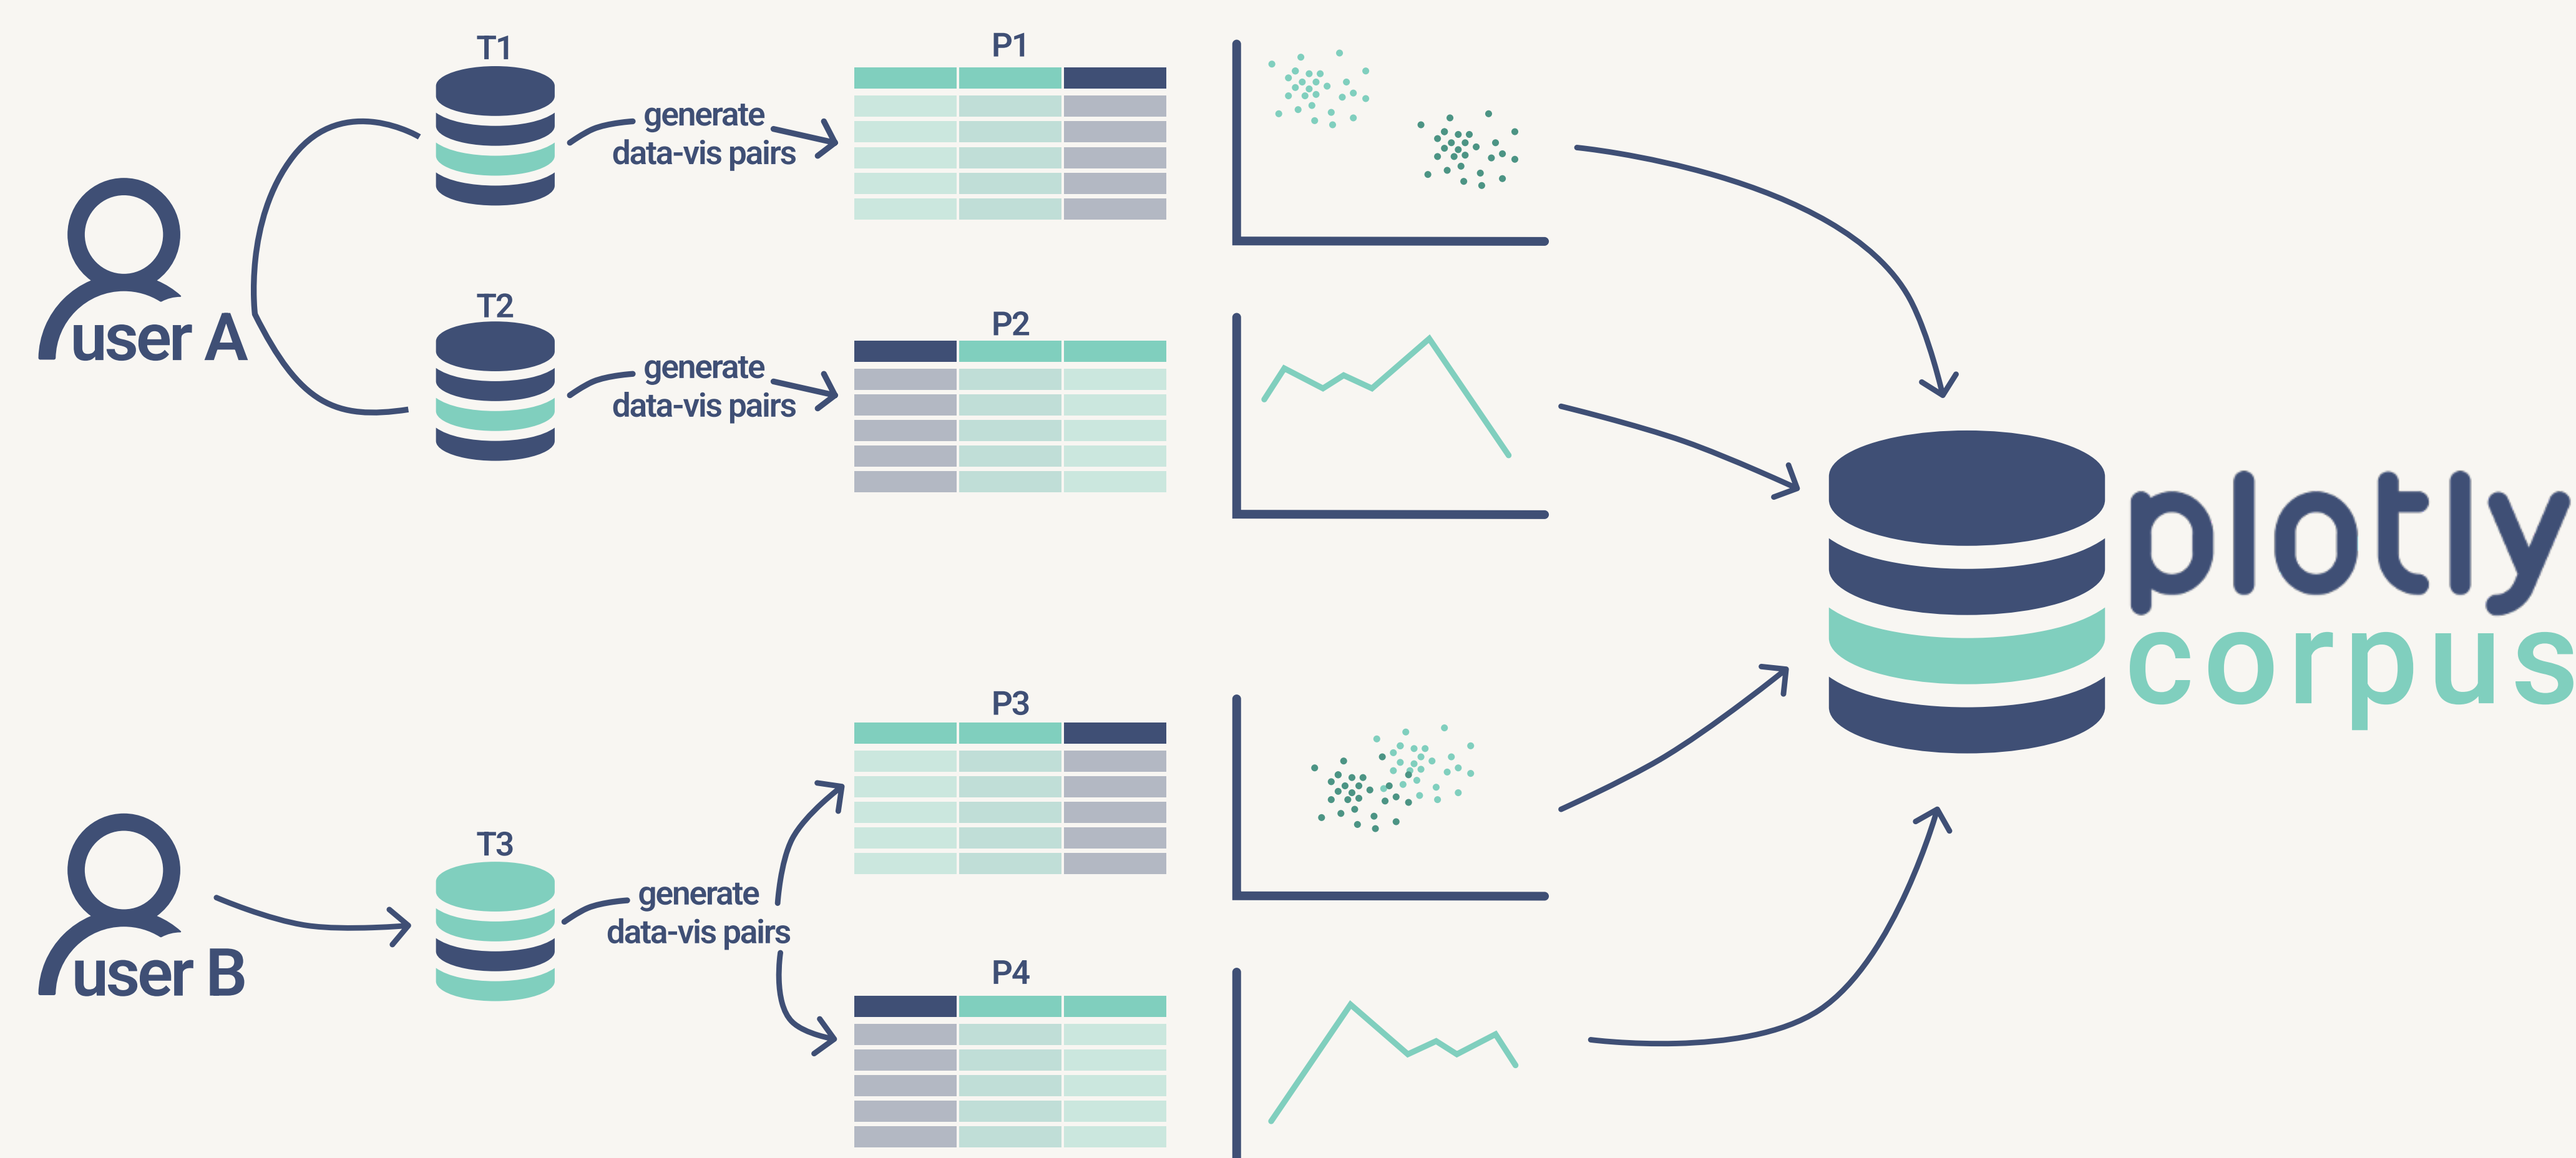 T1
P1
generate
data-vis pairs
user A
T2
P2
generate
data-vis pairs
plotly
corpus
P3
T3
generate
data-vis pairs
user B
P4